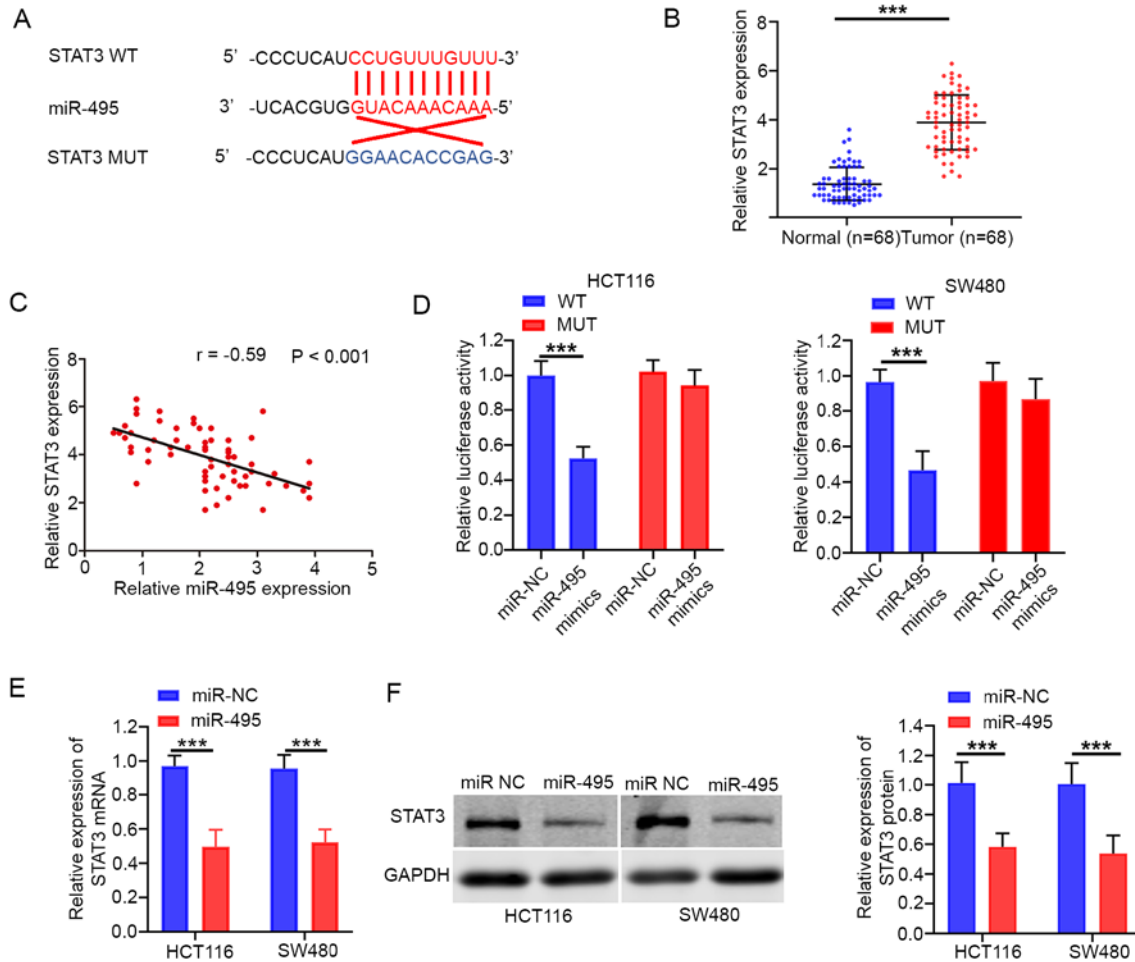 A
STAT3 WT 5’ -CCCUCAUCCUGUUUGUUU-3’
miR-495 3’ -UCACGUGGUACAAACAAA-5’
STAT3 MUT 5’ -CCCUCAUGGAACACCGAG-3’
B
***
Relative STAT3 expression
8
6
4
2
Normal (n=68)Tumor (n=68)
C
r = -0.59 P < 0.001
Relative STAT3 expression
8
6
4
2
0
0 1 2 3 4 5
Relative miR-495 expression
D
HCT116
WT
MUT
***
Relative luciferase activity
1.2
1.0
0.8
0.6
0.4
0.2
0.0
miR-NC
miR-495
mimics
miR-NC
miR-495
mimics
SW480
WT
MUT
***
Relative luciferase activity
1.2
1.0
0.8
0.6
0.4
0.2
0.0
miR-NC
miR-495
mimics
miR-NC
miR-495
mimics
E
miR-NC
miR-495
*** ***
Relative expression of
STAT3 mRNA
1.2
1.0
0.8
0.6
0.4
0.2
0.0
HCT116 SW480
F
miR NC miR-495 miR NC miR-495
STAT3
GAPDH
HCT116 SW480
miR-NC
miR-495
*** ***
Relative expression of
STAT3 protein
1.4
1.2
1.0
0.8
0.6
0.4
0.2
0.0
HCT116 SW480